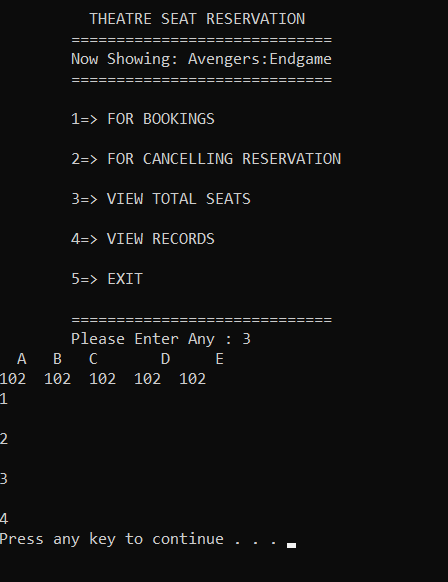 THEATRE SEAT RESERVATION
=============================
Now Showing: Avengers:Endgame
=============================
1=> FOR BOOKINGS
2=> FOR CANCELLING RESERVATION
3=> VIEW TOTAL SEATS
4=> VIEW RECORDS
5=> EXIT
=============================
Please Enter Any : 3
A B C D E
102 102 102 102 102
1
2
3
4
Press any key to continue . . .